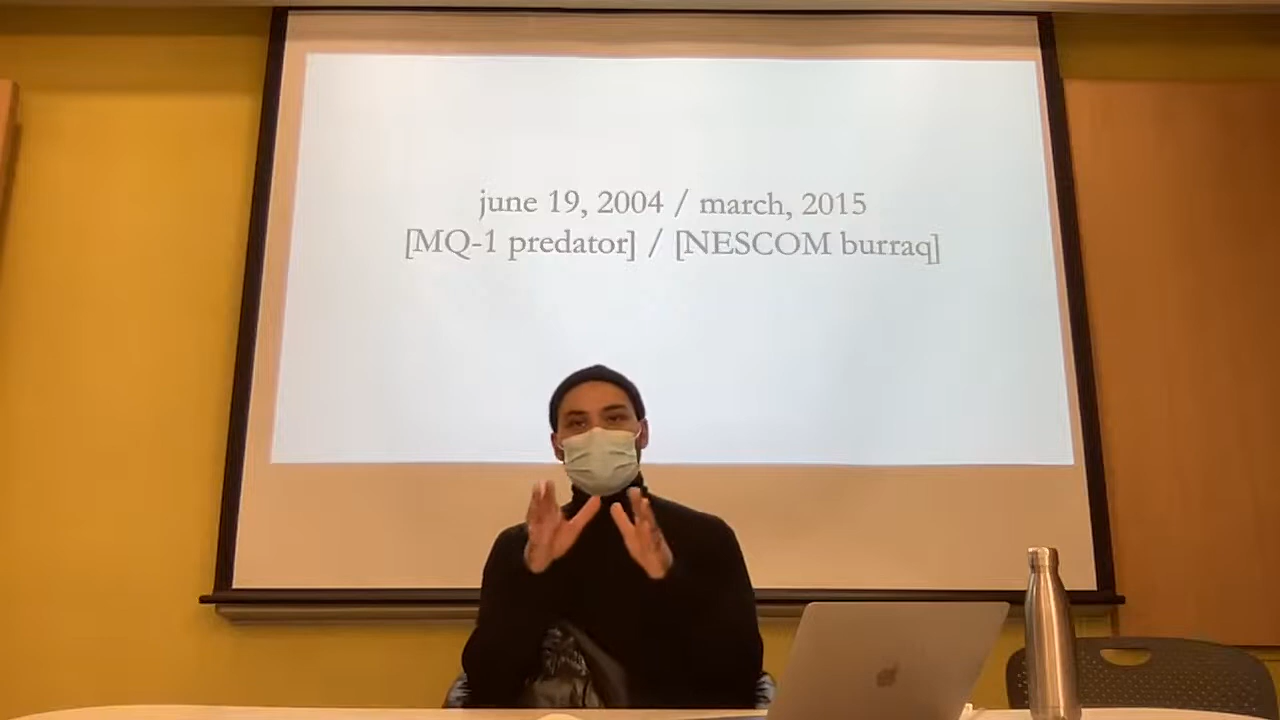 june 19, 2004 / march, 2015
[MQ-1 predator] / [NESCOM burraq]